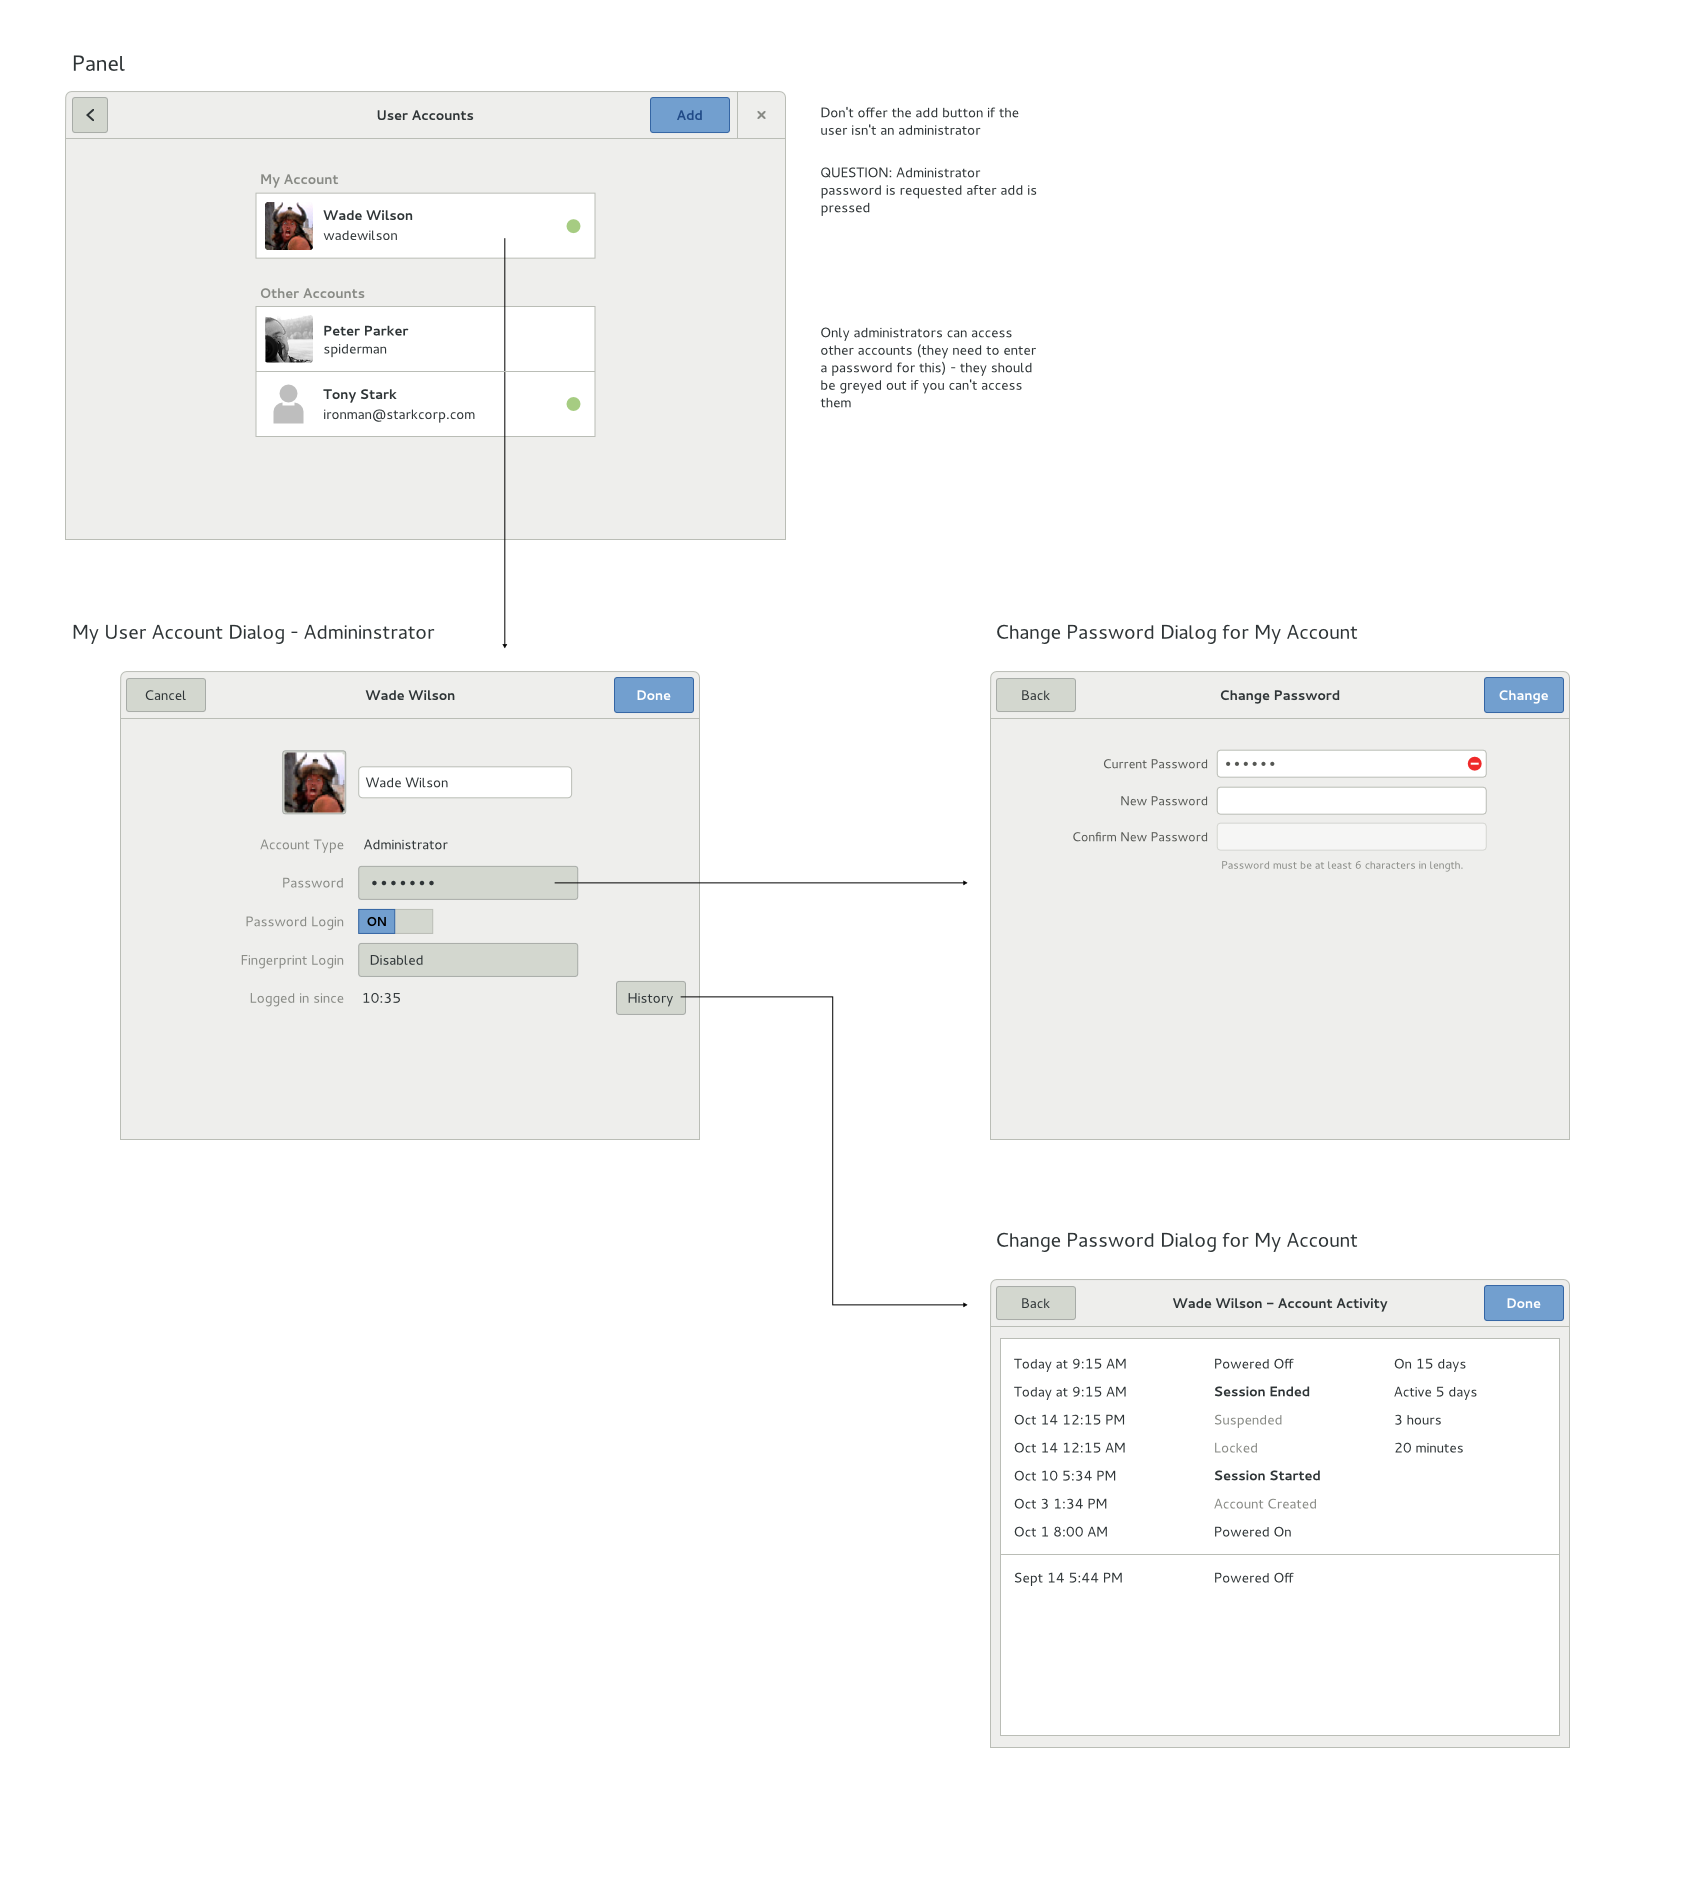 Panel
User Accounts
Add
Don't offer the add button if the
user isn't an administrator
QUESTION: Administrator
password is requested after add is
pressed
My Account
Wade Wilson
wadewilson
Other Accounts
Peter Parker
spiderman
Tony Stark
ironman@starkcorp.com
Only administrators can access
other accounts (they need to enter
a password for this) - they should
be greyed out if you can't access
them
My User Account Dialog - Admininstrator
Cancel
Wade Wilson
Done
Wade Wilson
Account Type Administrator
Password
Password Login ON
Fingerprint Login Disabled
Logged in since 10:35
History
Change Password Dialog for My Account
Back
Change Password
Change
Current Password
New Password
Confirm New Password
Password must be at least 6 characters in length.
Change Password Dialog for My Account
Back
Wade Wilson – Account Activity
Done
Today at 9:15 AM Powered Off On 15 days
Today at 9:15 AM Session Ended Active 5 days
Oct 14 12:15 PM Suspended 3 hours
Oct 14 12:15 AM Locked 20 minutes
Oct 10 5:34 PM Session Started
Oct 3 1:34 PM Account Created
Oct 1 8:00 AM Powered On
Sept 14 5:44 PM Powered Off